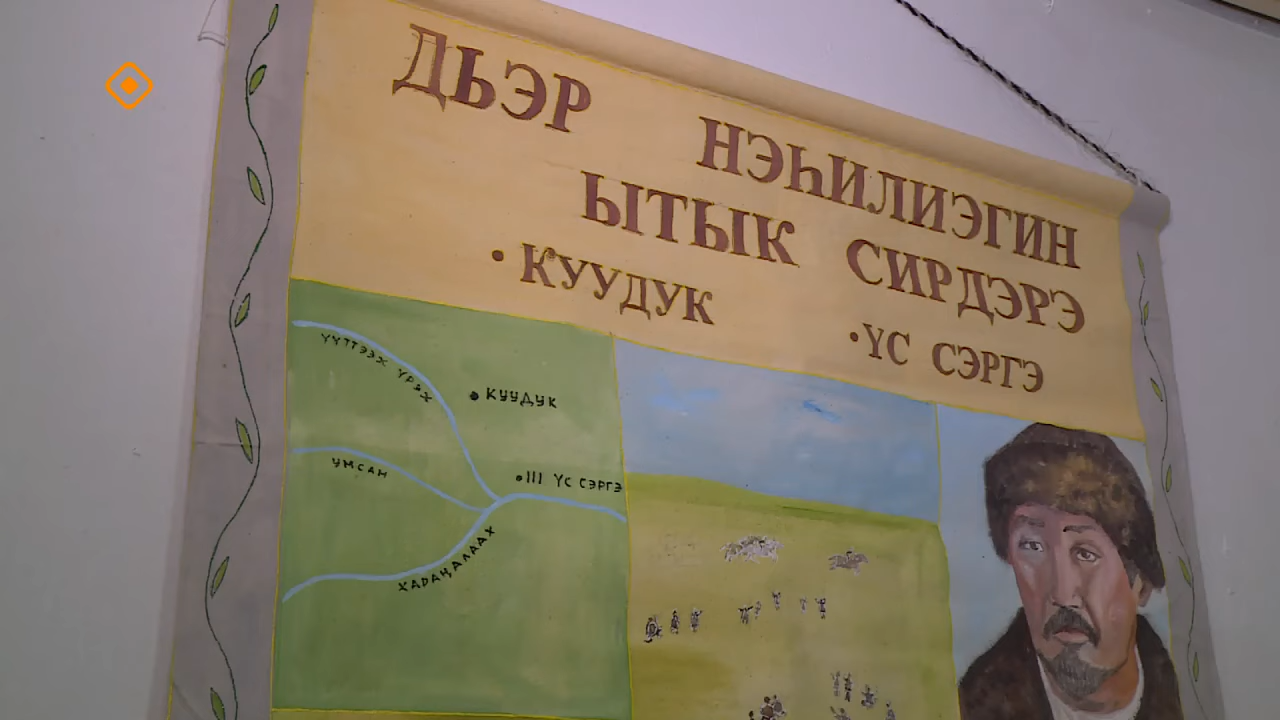 ДЬЭР НЭҺИЛИЭГИН
ЫТЫК СИРДЭРЭ
•КУУДУК •ҮС СЭРГЭ
ҮҮТТЭЭХ ҮРЭХ
КУУДУК
УМСАН
III ҮС СЭРГЭ
ХАРАҤАЛААХ